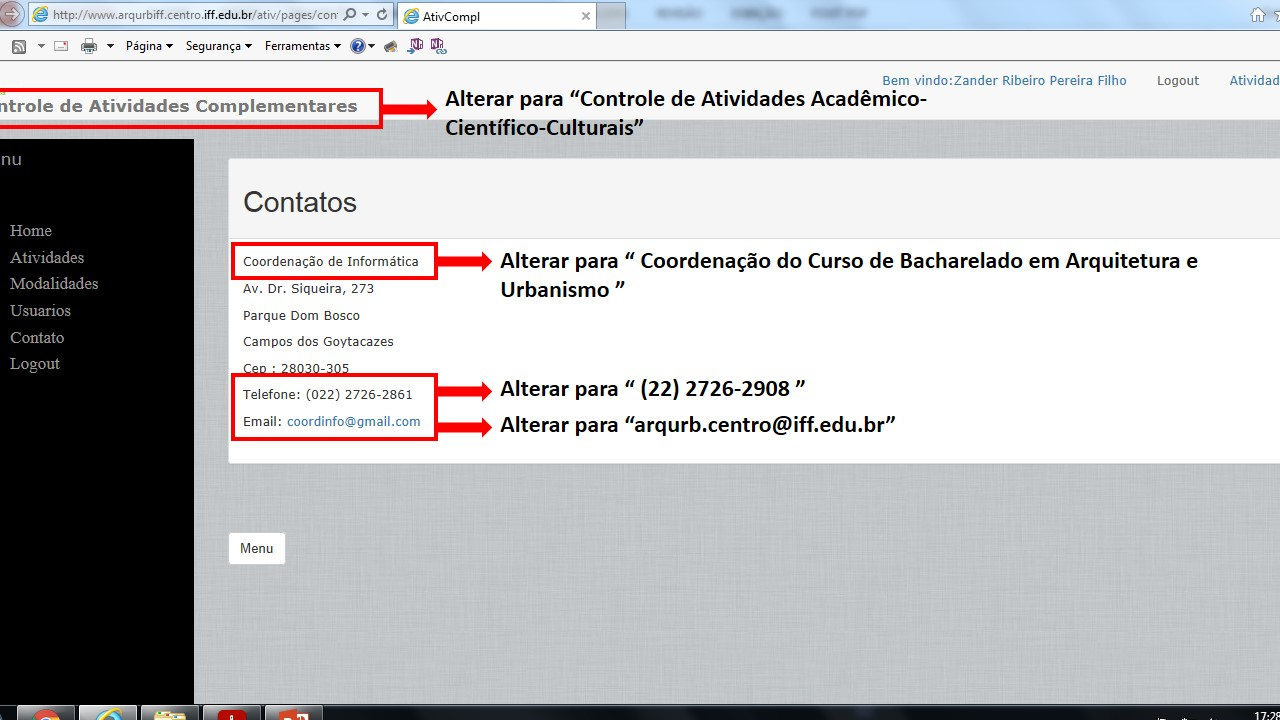 http://www.arqurbiff.centro.iff.edu.br/ativ/pages/con
AtivCompl
Página Segurança Ferramentas
Bem vindo:Zander Ribeiro Pereira Filho Logout Atividad
ntrole de Atividades Complementares
Alterar para “Controle de Atividades Acadêmico-
Científico-Culturais”
nu
Home
Atividades
Modalidades
Usuarios
Contato
Logout
Contatos
Coordenação de Informática
Alterar para “ Coordenação do Curso de Bacharelado em Arquitetura e
Urbanismo ”
Av. Dr. Siqueira, 273
Parque Dom Bosco
Campos dos Goytacazes
Cep : 28030-305
Telefone: (022) 2726-2861
Alterar para “ (22) 2726-2908 ”
Email: coordinfo@gmail.com
Alterar para “arqurb.centro@iff.edu.br”
Menu
17:28